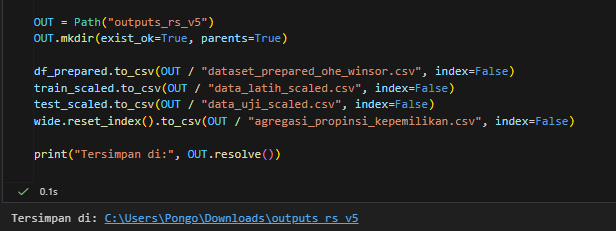 OUT = Path("outputs_rs_v5")
OUT.mkdir(exist_ok=True, parents=True)
df_prepared.to_csv(OUT / "dataset_prepared_ohe_winsor.csv", index=False)
train_scaled.to_csv(OUT / "data_latih_scaled.csv", index=False)
test_scaled.to_csv(OUT / "data_uji_scaled.csv", index=False)
wide.reset_index().to_csv(OUT / "agregasi_propinsi_kepemilikan.csv", index=False)
print("Tersimpan di:", OUT.resolve())
0.1s
Tersimpan di: C:\Users\Pongo\Downloads\outputs_rs_v5